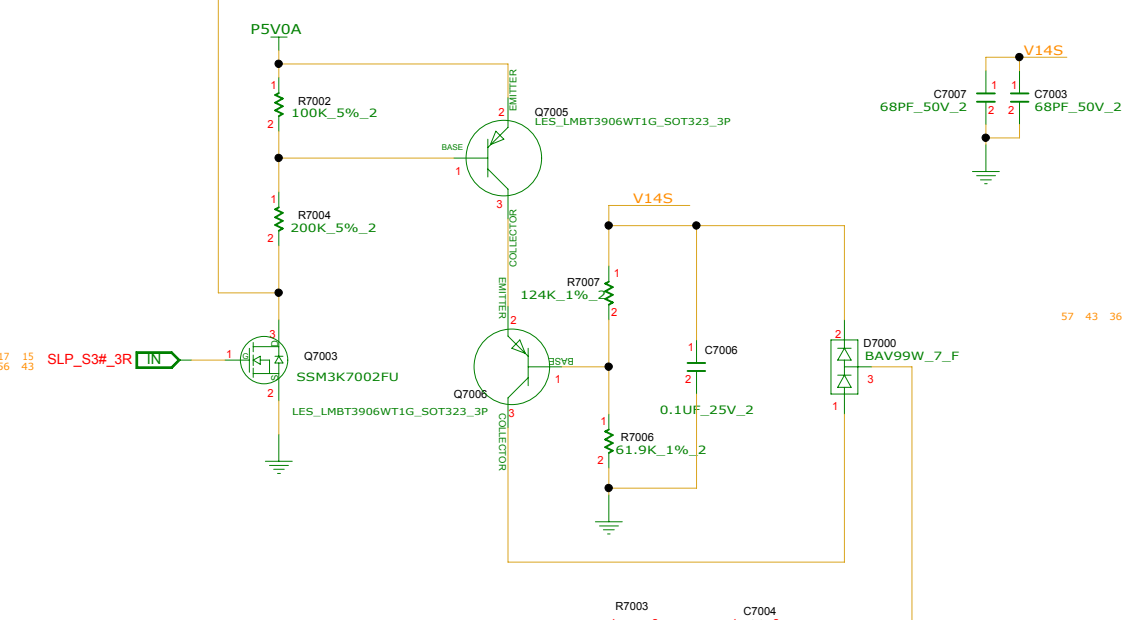 P5V0A
1
R7002
100K_5%_2
2
EMITTER
2
Q7005
LES_LMBT3906WT1G_SOT323_3P
BASE
1
3
COLLECTOR
V14S
1
1
C7007
C7003
68PF_50V_2
2
2
68PF_50V_2
1
R7004
200K_5%_2
2
V14S
EMITTER
R7007
1
124K_1%_2
2
57 43 36
17 15
56 43
SLP_S3#_3R
IN
1
G
3
D
S
2
Q7003
SSM3K7002FU
2
BASE
1
Q7006
LES_LMBT3906WT1G_SOT323_3P
3
COLLECTOR
1
C7006
2
0.1UF_25V_2
2
D7000
BAV99W_7_F
3
1
1
R7006
61.9K_1%_2
2
R7003
C7004